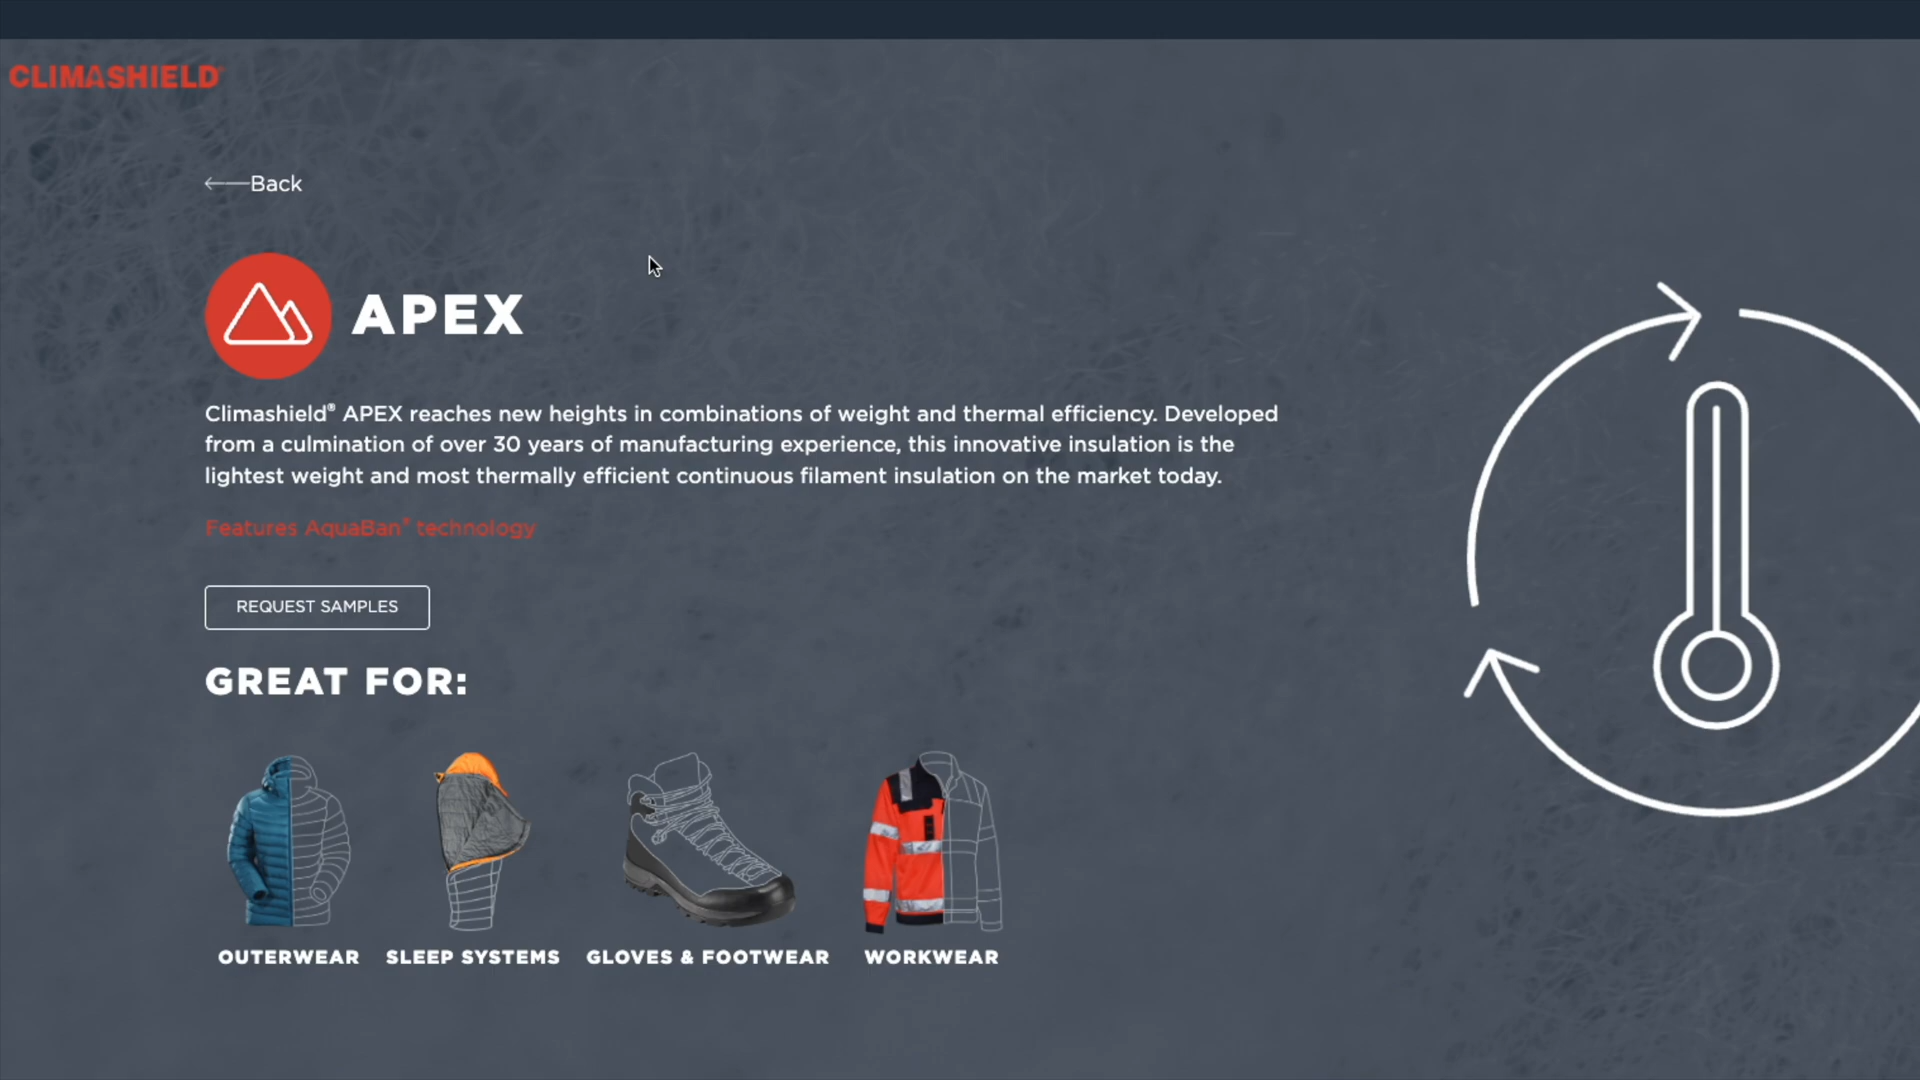 CLIMASHIELD
Back
APEX
Climashield® APEX reaches new heights in combinations of weight and thermal efficiency. Developed
from a culmination of over 30 years of manufacturing experience, this innovative insulation is the
lightest weight and most thermally efficient continuous filament insulation on the market today.
Features AquaBan® technology
REQUEST SAMPLES
GREAT FOR:
OUTERWEAR
SLEEP SYSTEMS
GLOVES & FOOTWEAR
WORKWEAR